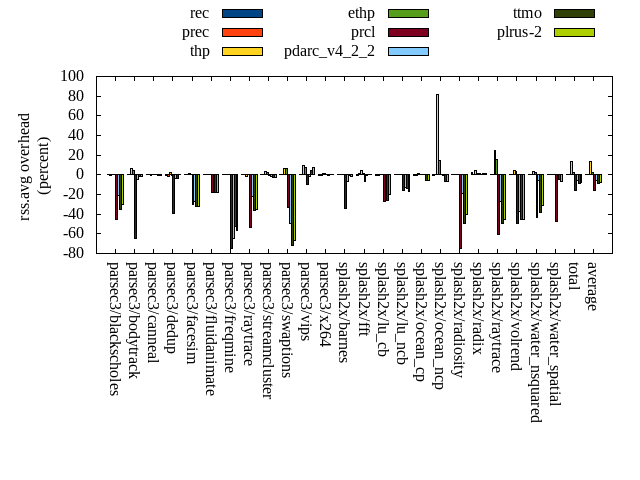 rec
prec
thp
ethp
prcl
pdarc_v4_2_2
ttmo
plrus-2
rss.avg overhead
(percent)
100
80
60
40
20
0
-20
-40
-60
-80
parsec3/blackscholes
parsec3/bodytrack
parsec3/canneal
parsec3/dedup
parsec3/facesim
parsec3/fluidanimate
parsec3/freqmine
parsec3/raytrace
parsec3/streamcluster
parsec3/swaptions
parsec3/vips
parsec3/x264
splash2x/barnes
splash2x/fft
splash2x/lu_cb
splash2x/lu_ncb
splash2x/ocean_cp
splash2x/ocean_ncp
splash2x/radiosity
splash2x/radix
splash2x/raytrace
splash2x/volrend
splash2x/water_nsquared
splash2x/water_spatial
total
average